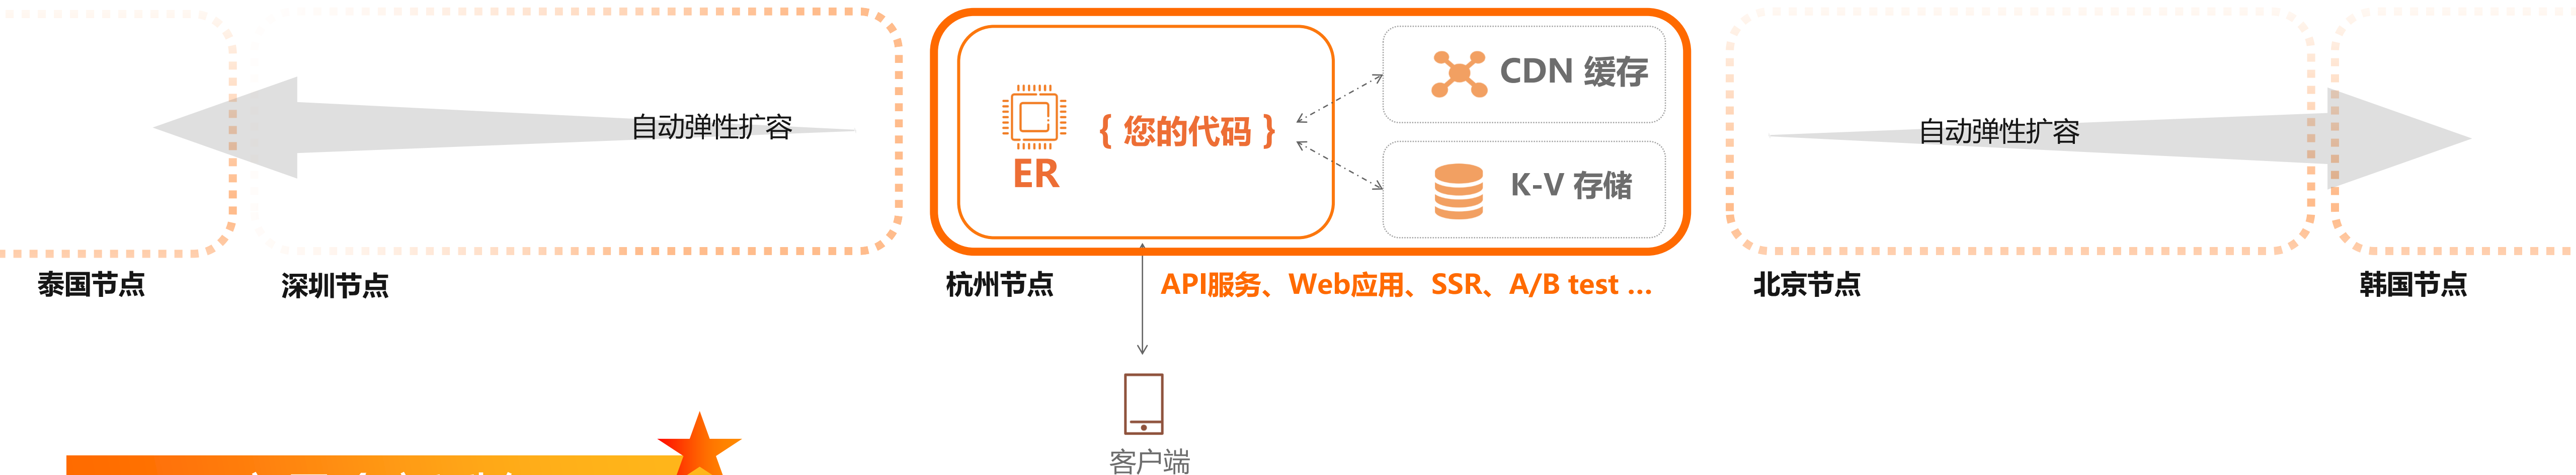 自动弹性扩容
{ 您的代码 }
ER
CDN 缓存
K-V 存储
自动弹性扩容
泰国节点
深圳节点
杭州节点
API服务、Web应用、SSR、A/B test ...
北京节点
韩国节点
客户端